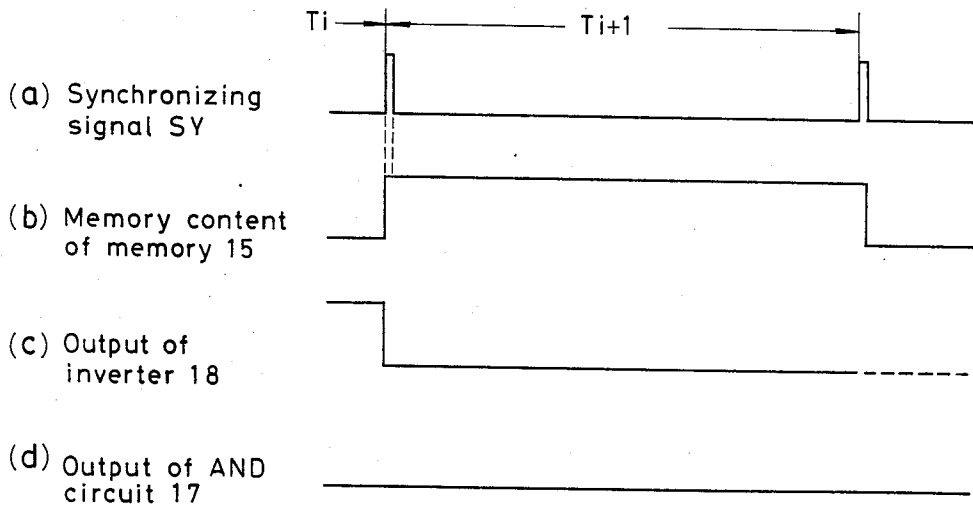 Ti
Ti+1
(a) Synchronizing
signal SY
(b) Memory content
of memory 15
(c) Output of
inverter 18
(d) Output of AND
circuit 17